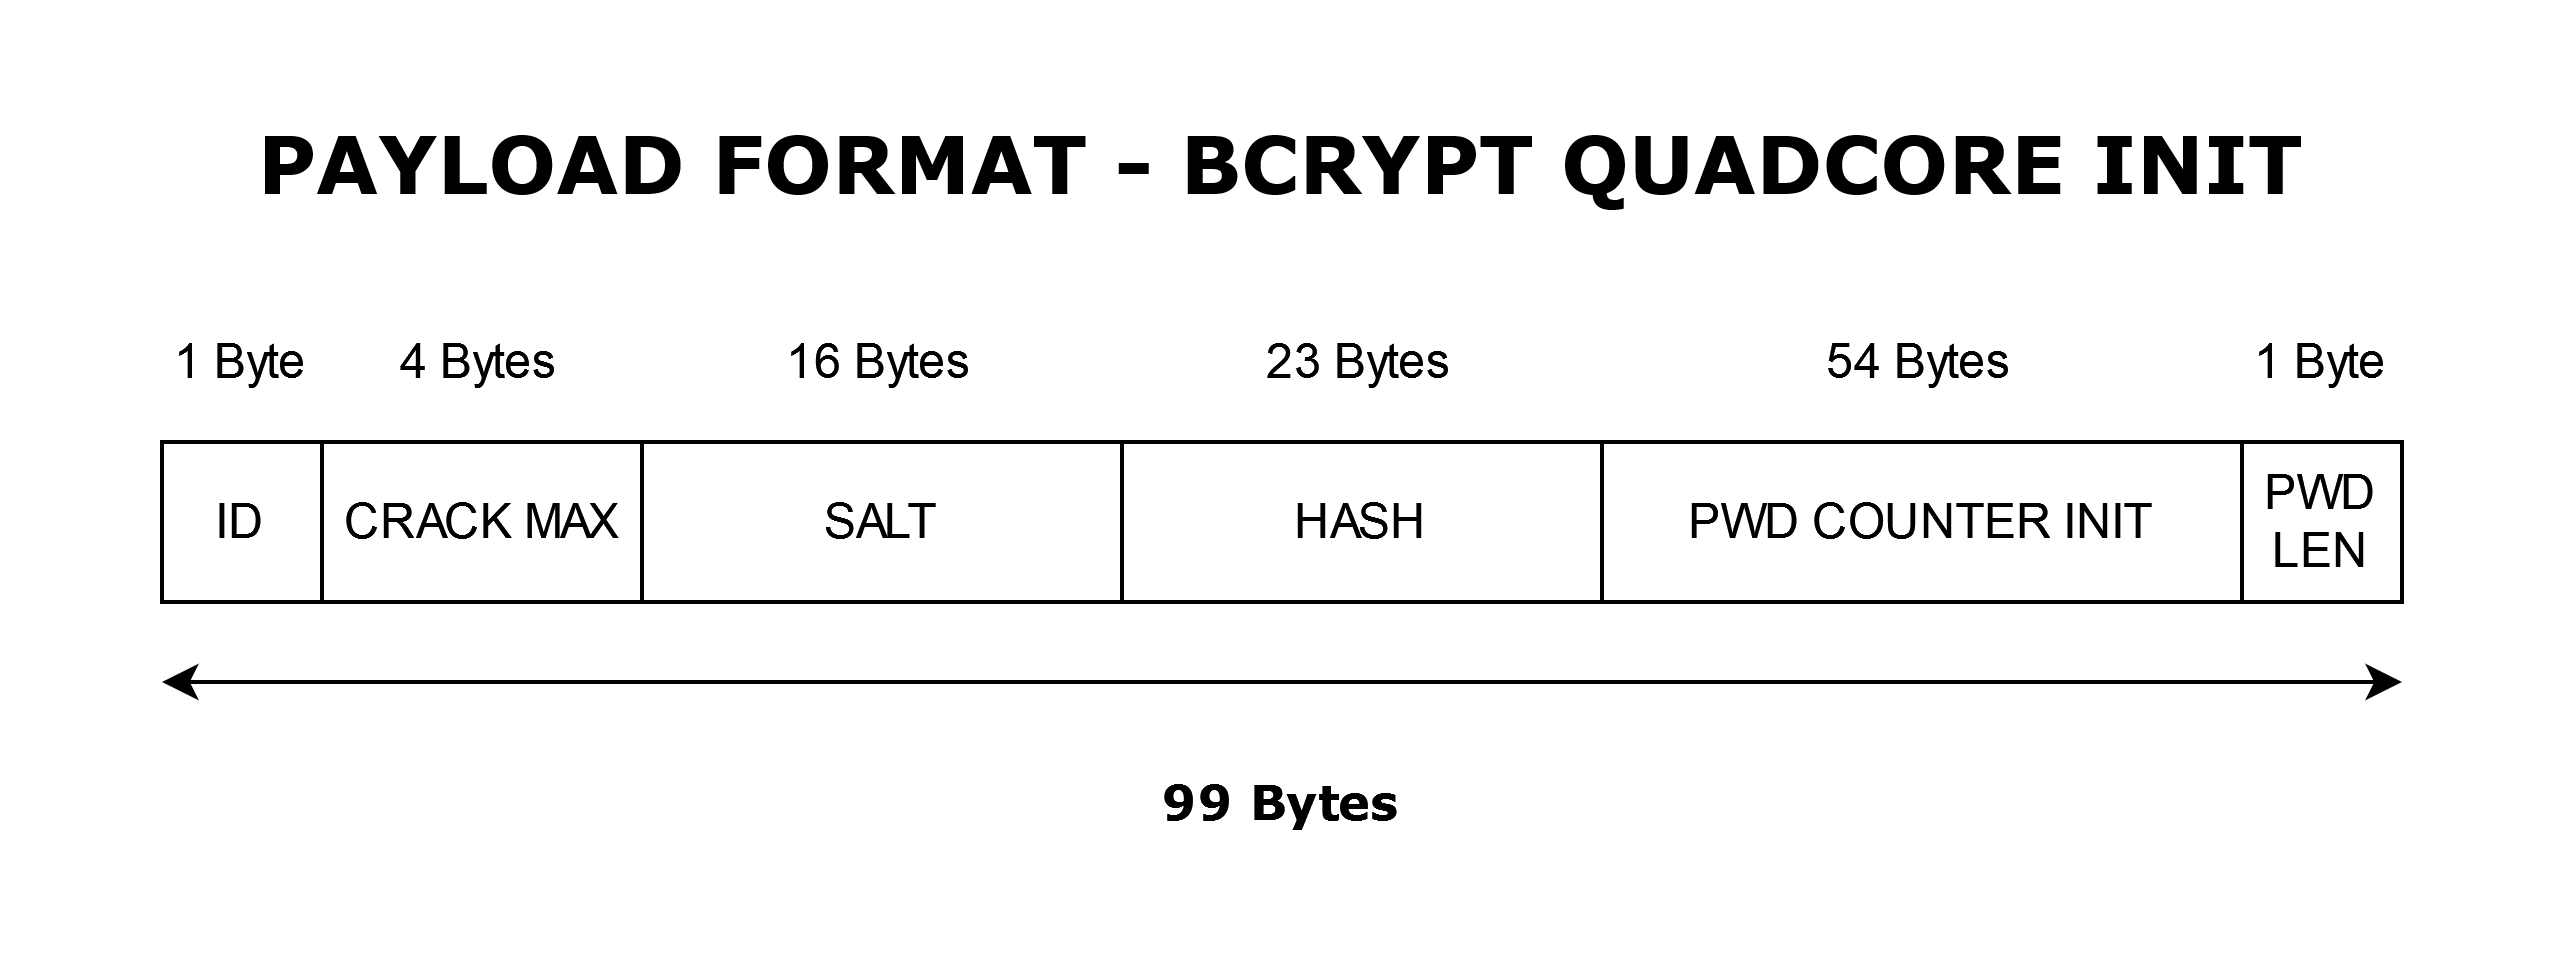 PAYLOAD FORMAT - BCRYPT QUADCORE INIT
1 Byte 4 Bytes 16 Bytes 23 Bytes 54 Bytes 1 Byte
ID CRACK MAX SALT HASH PWD COUNTER INIT PWD
LEN
99 Bytes